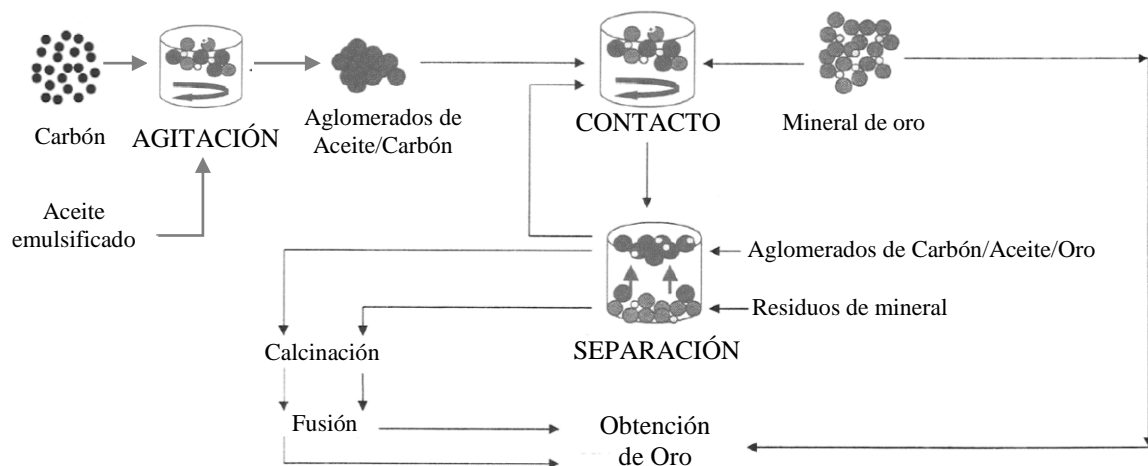 Carbón
AGITACIÓN
Aglomerados de
Aceite/Carbón
CONTACTO
Mineral de oro
Aceite
emulsificado
Aglomerados de Carbón/Aceite/Oro
Residuos de mineral
SEPARACIÓN
Calcinación
Fusión
Obtención
de Oro